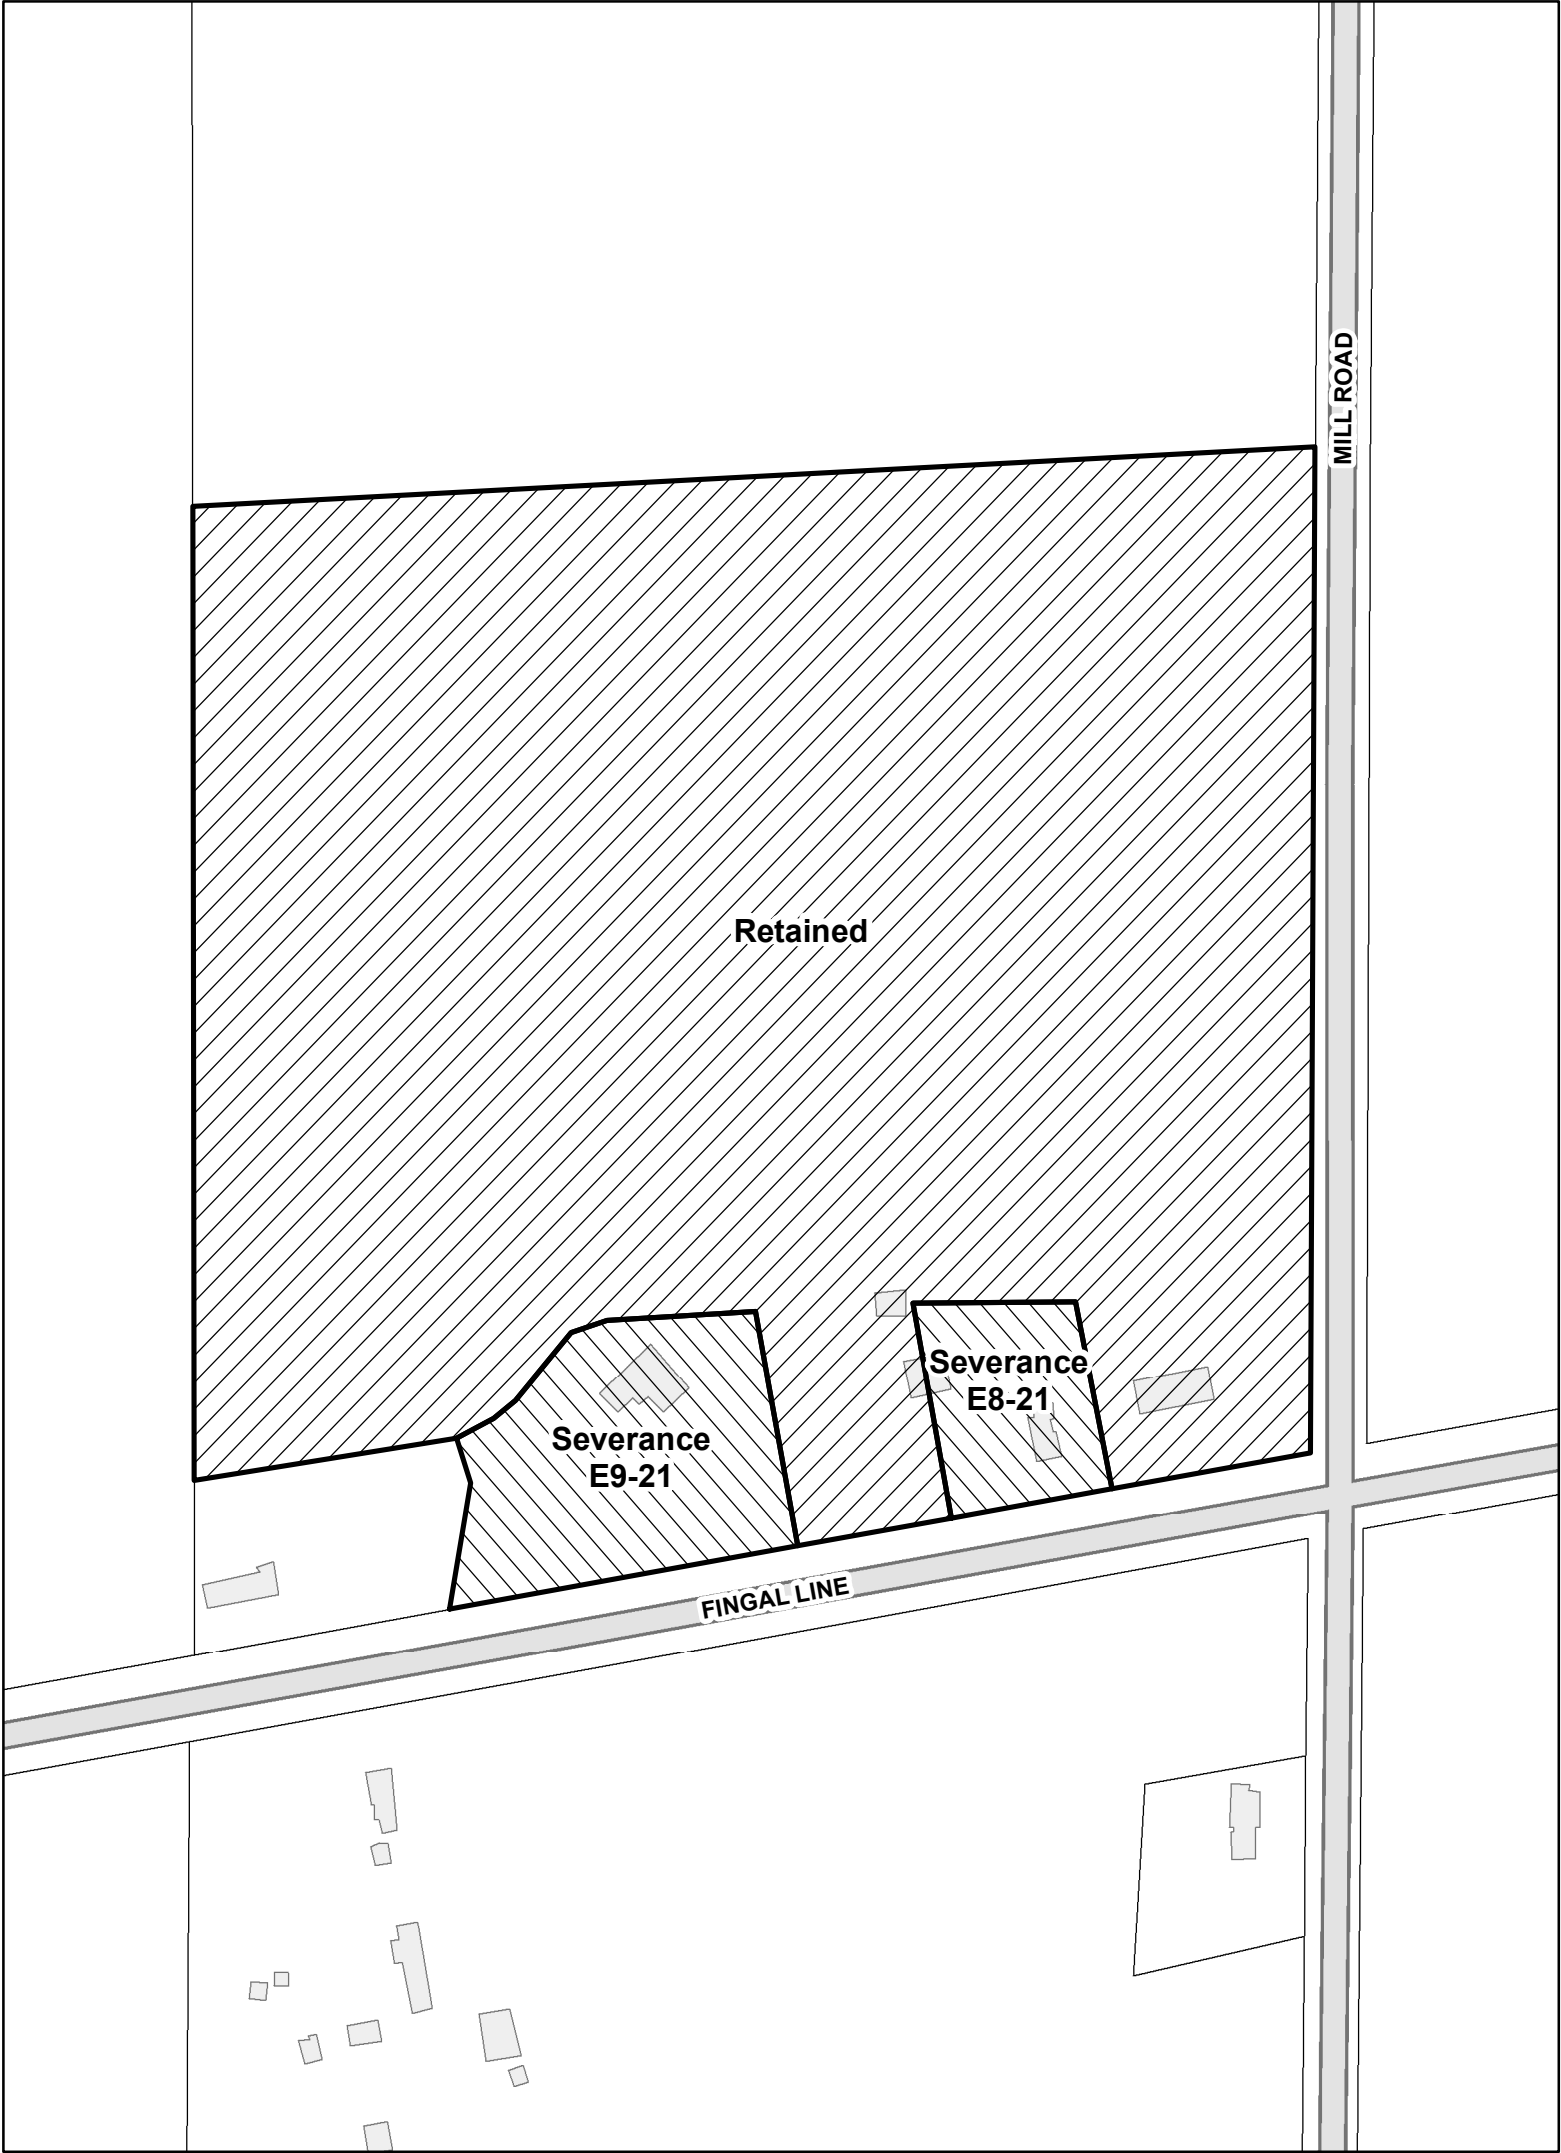 MILL ROAD
Retained
Severance
E8-21
Severance
E9-21
FINGAL LINE